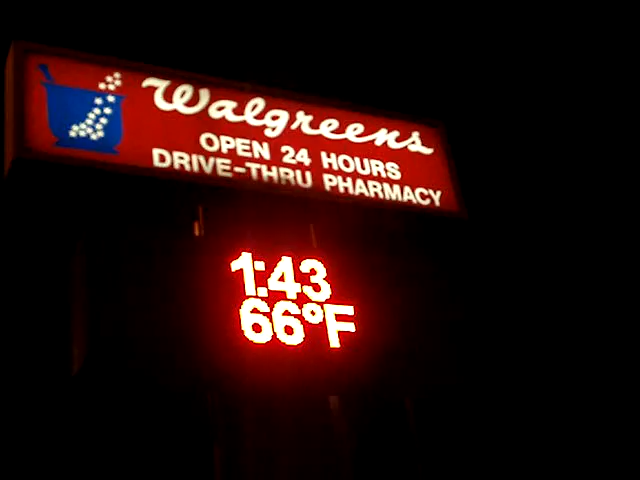 Walgreens
OPEN 24 HOURS
DRIVE-THRU PHARMACY
1:43
66°F